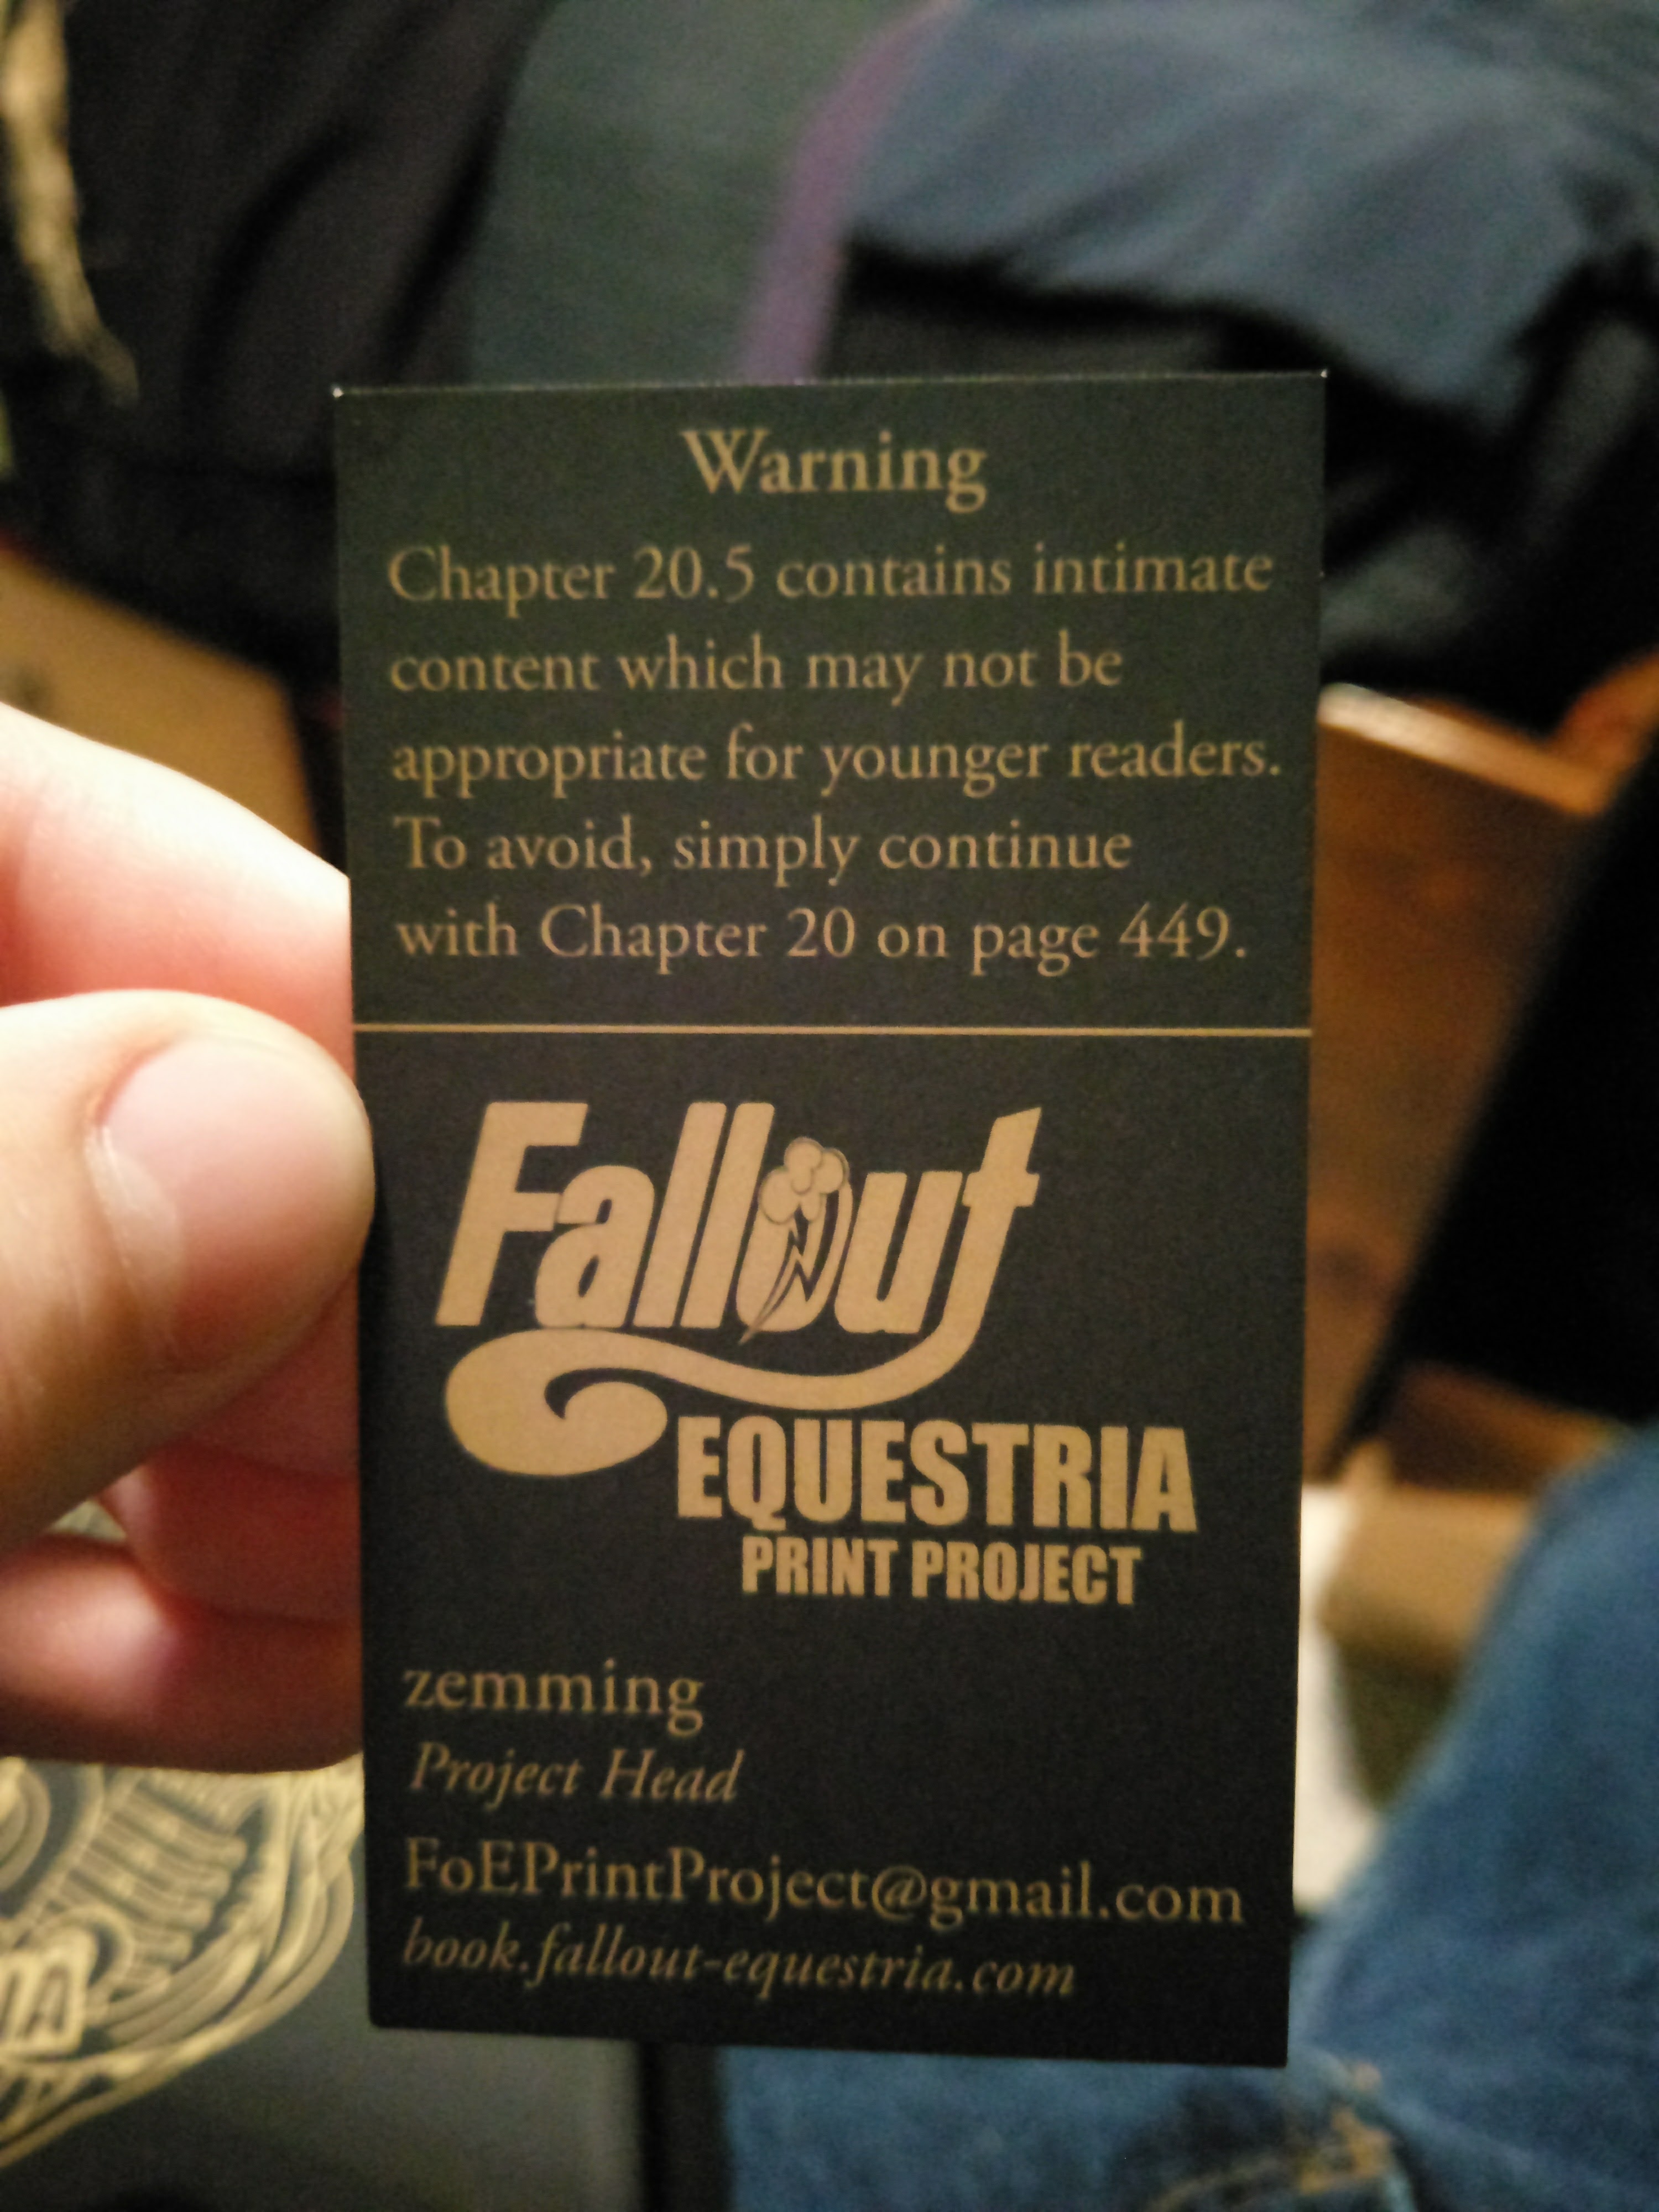 Warning
Chapter 20.5 contains intimate
content which may not be
appropriate for younger readers.
To avoid, simply continue
with Chapter 20 on page 449.
Fallout
EQUESTRIA
PRINT PROJECT
zemming
Project Head
FoEPrintProject@gmail.com
book.fallout-equestria.com